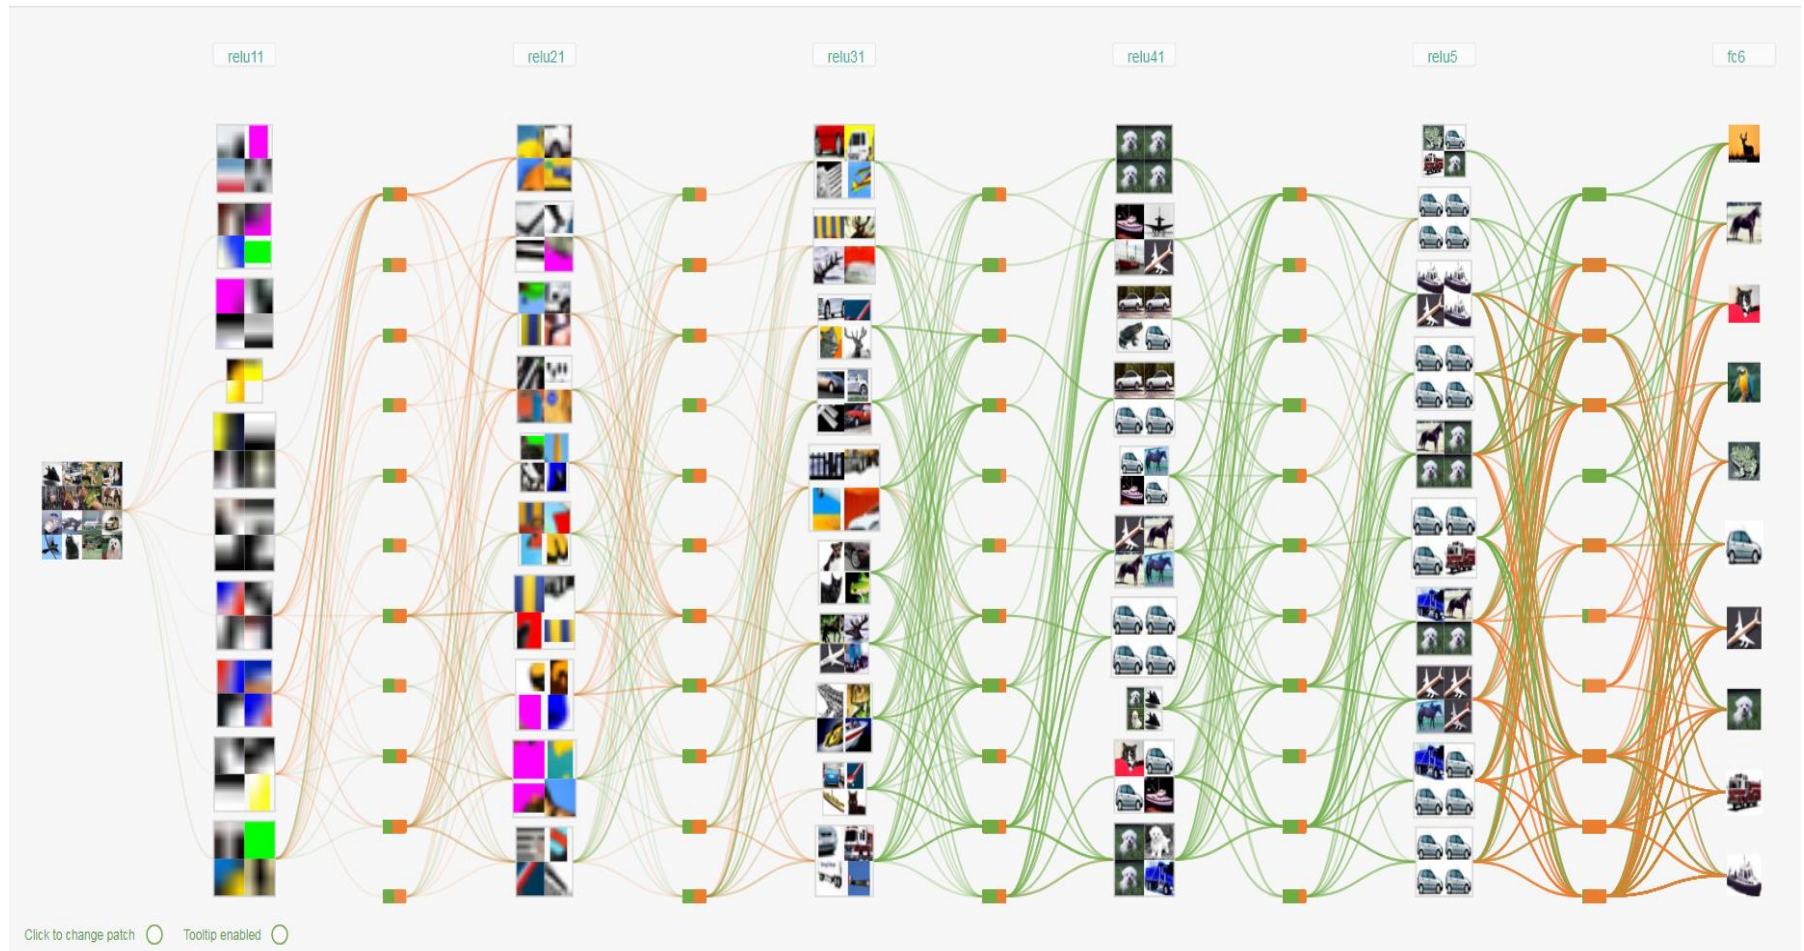 relu11
relu21
relu31
relu41
relu5
fc6
Click to change patch
Tooltip enabled